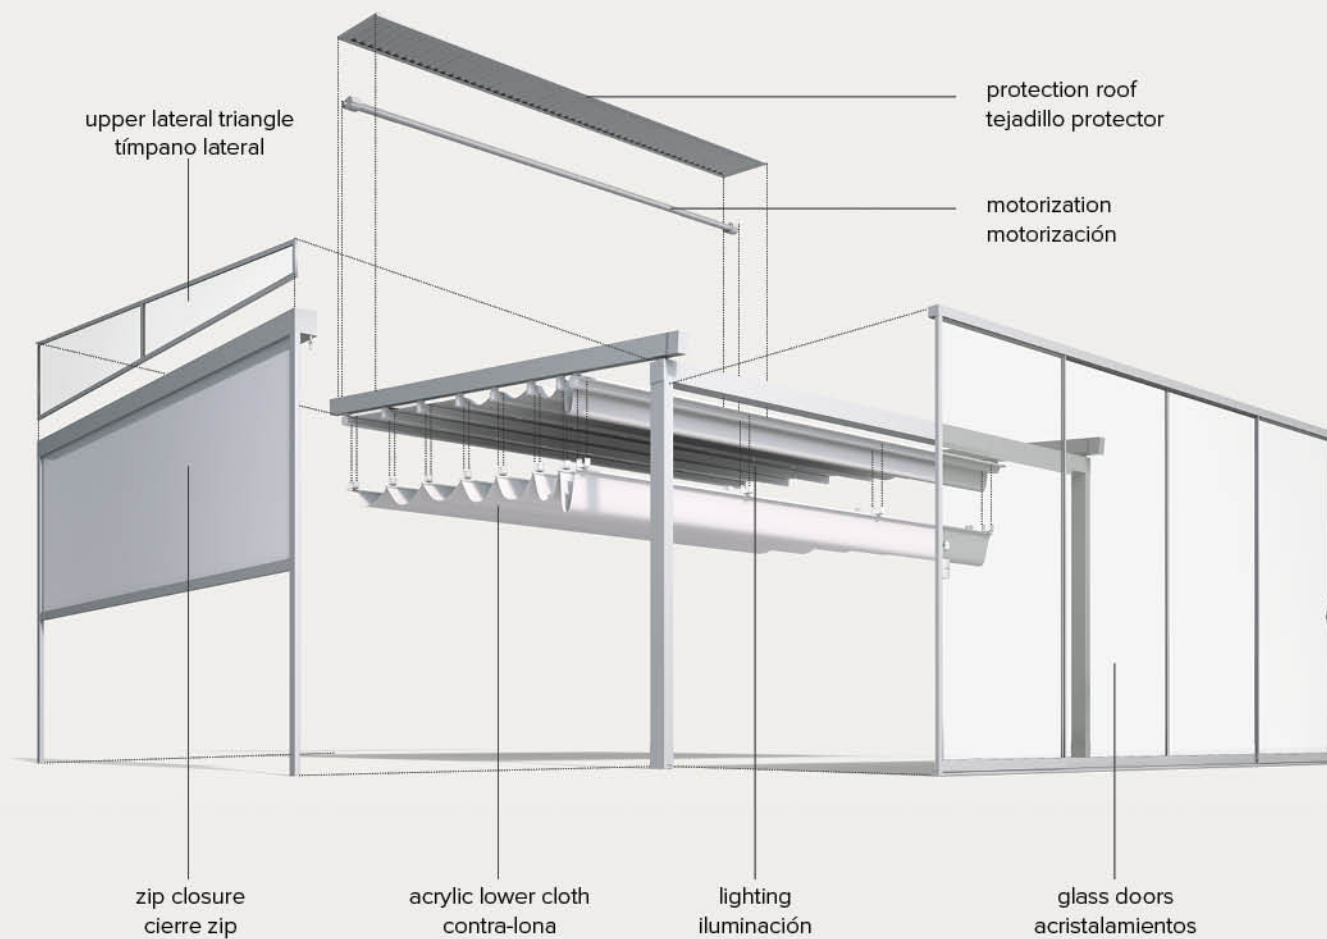 protection roof
tejadillo protector
upper lateral triangle
tímpano lateral
motorization
motorización
zip closure
cierre zip
acrylic lower cloth
contra-lona
lighting
iluminación
glass doors
acristalamientos